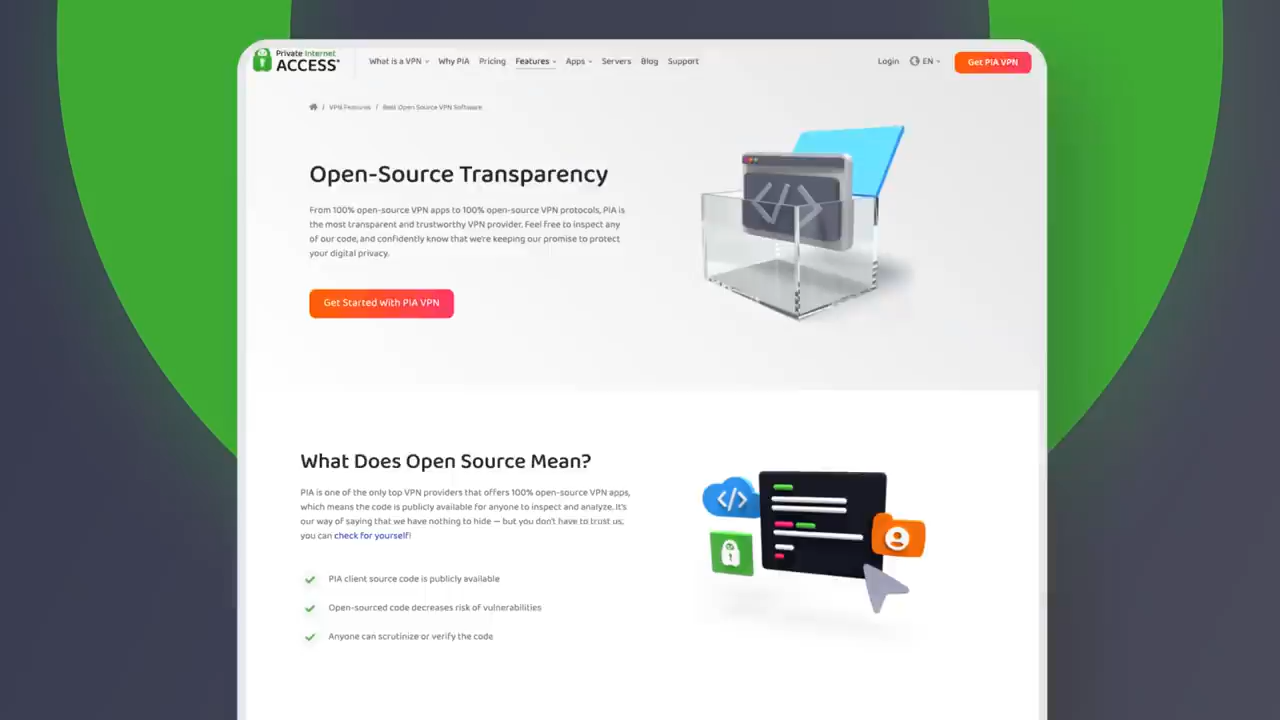 Private Internet
ACCESS®
What is a VPN
Why PIA
Pricing
Features
Apps
Servers
Blog
Support
Login
EN
Get PIA VPN
/ VPN Features / Best Open Source VPN Software
Open-Source Transparency
From 100% open-source VPN apps to 100% open-source VPN protocols, PIA is
the most transparent and trustworthy VPN provider. Feel free to inspect any
of our code, and confidently know that we're keeping our promise to protect
your digital privacy.
Get Started with PIA VPN
</>
What Does Open Source Mean?
PIA is one of the only top VPN providers that offers 100% open-source VPN apps,
which means the code is publicly available for anyone to inspect and analyze. It's
our way of saying that we have nothing to hide — but you don't have to trust us,
you can check for yourself!
</>
PIA client source code is publicly available
Open-sourced code decreases risk of vulnerabilities
Anyone can scrutinize or verify the code